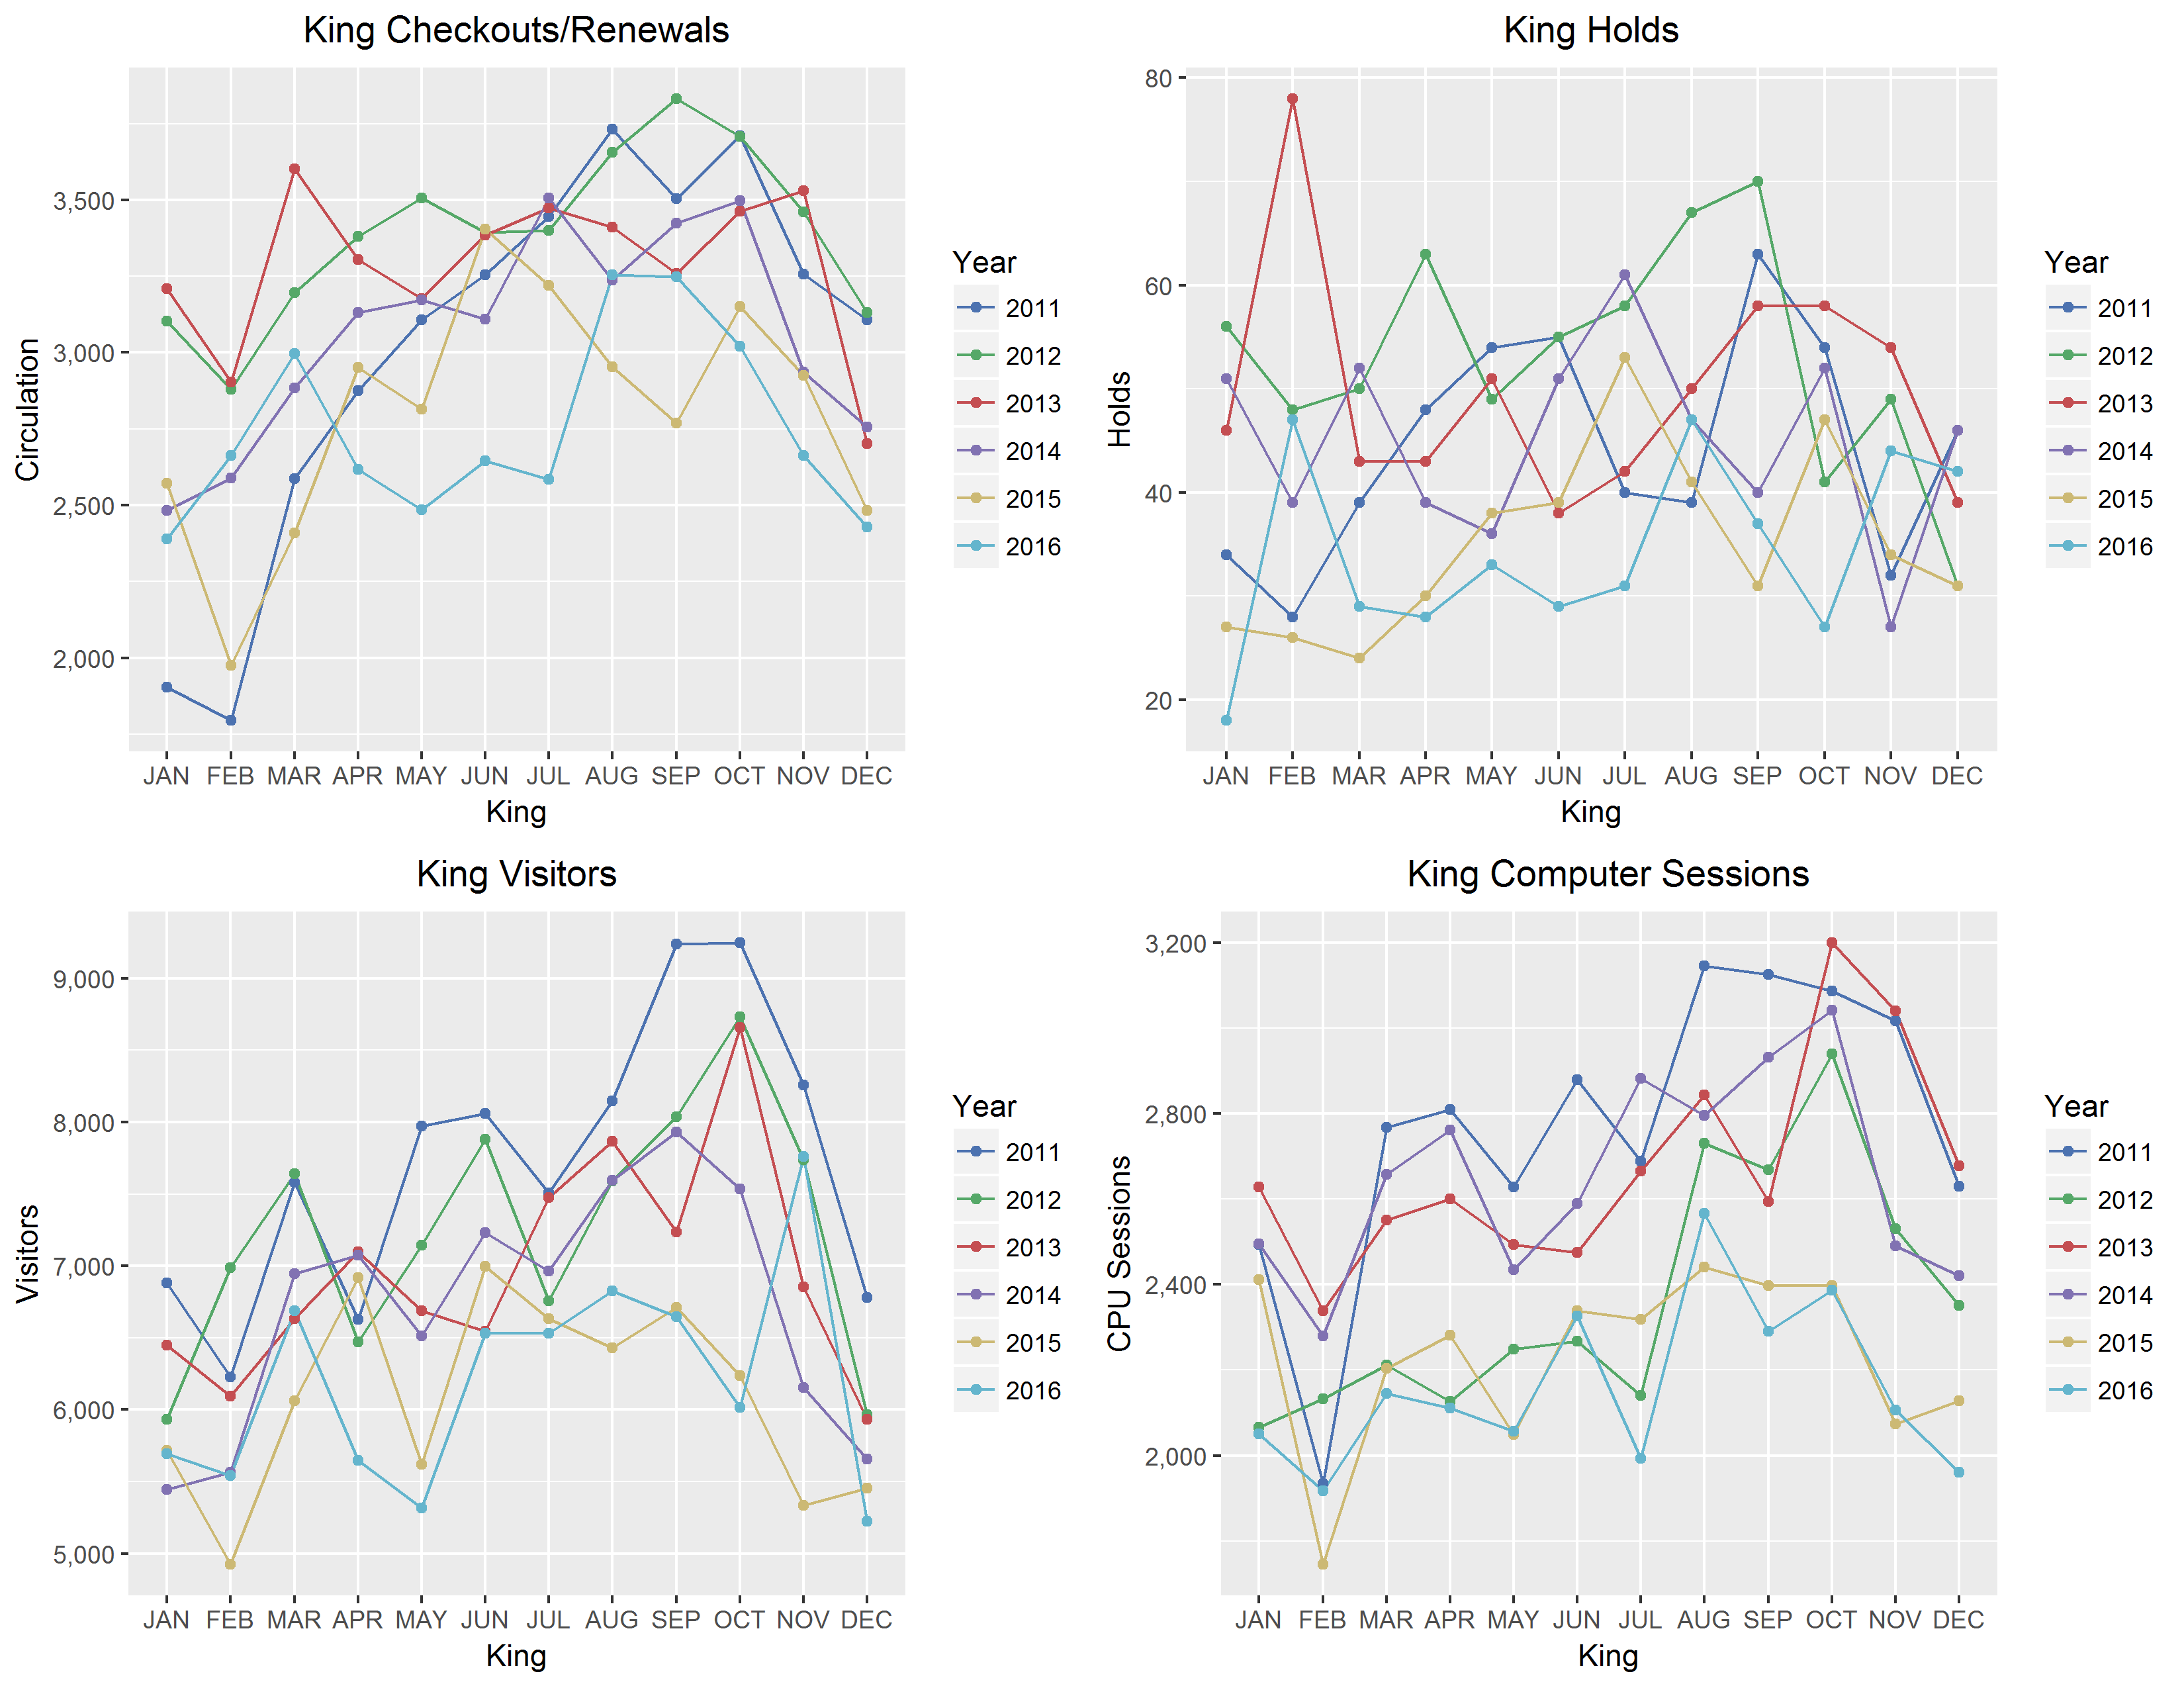 King Checkouts/Renewals
Circulation
3,500
3,000
2,500
2,000
JAN FEB MAR APR MAY JUN JUL AUG SEP OCT NOV DEC
King
Year
2011
2012
2013
2014
2015
2016
King Holds
Holds
80
60
40
20
JAN FEB MAR APR MAY JUN JUL AUG SEP OCT NOV DEC
King
Year
2011
2012
2013
2014
2015
2016
King Visitors
Visitors
9,000
8,000
7,000
6,000
5,000
JAN FEB MAR APR MAY JUN JUL AUG SEP OCT NOV DEC
King
Year
2011
2012
2013
2014
2015
2016
King Computer Sessions
CPU Sessions
3,200
2,800
2,400
2,000
JAN FEB MAR APR MAY JUN JUL AUG SEP OCT NOV DEC
King
Year
2011
2012
2013
2014
2015
2016